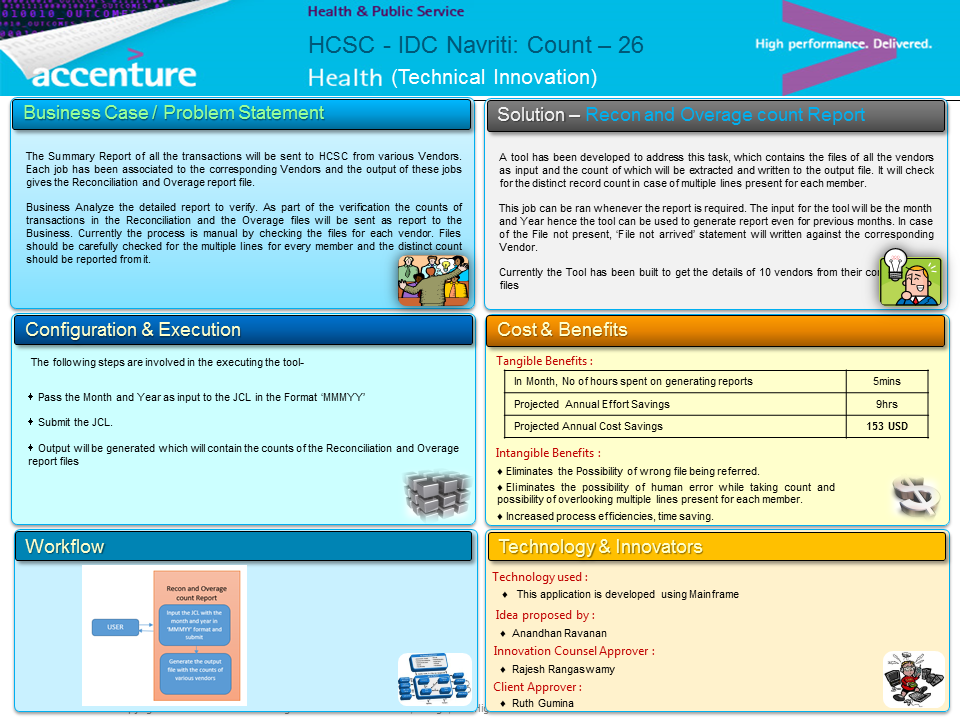 Health & Public Service
HCSC - IDC Navriti: Count – 26
Health (Technical Innovation)
accenture
High performance. Delivered.
Business Case / Problem Statement
The Summary Report of all the transactions will be sent to HCSC from various Vendors.
Each job has been associated to the corresponding Vendors and the output of these jobs
gives the Reconciliation and Overage report file.
Business Analyze the detailed report to verify. As part of the verification the counts of
transactions in the Reconciliation and the Overage files will be sent as report to the
Business. Currently the process is manual by checking the files for each vendor. Files
should be carefully checked for the multiple lines for every member and the distinct count
should be reported from it.
Solution – Recon and Overage count Report
A tool has been developed to address this task, which contains the files of all the vendors
as input and the count of which will be extracted and written to the output file. It will check
for the distinct record count in case of multiple lines present for each member.
This job can be ran whenever the report is required. The input for the tool will be the month
and Year hence the tool can be used to generate report even for previous months. In case
of the File not present, ‘File not arrived’ statement will written against the corresponding
Vendor.
Currently the Tool has been built to get the details of 10 vendors from their
files
Configuration & Execution
The following steps are involved in the executing the tool-
Pass the Month and Year as input to the JCL in the Format ‘MMMYY’
Submit the JCL.
Output will be generated which will contain the counts of the Reconciliation and Overage
report files
Cost & Benefits
Tangible Benefits :
In Month, No of hours spent on generating reports 5mins
Projected Annual Effort Savings 9hrs
Projected Annual Cost Savings 153 USD
Intangible Benefits :
♦ Eliminates the Possibility of wrong file being referred.
♦ Eliminates the possibility of human error while taking count and
possibility of overlooking multiple lines present for each member.
♦ Increased process efficiencies, time saving.
Workflow
Recon and Overage
count Report
USER
Input the JCL with the
month and year in
'MMMYY' format and
submit
Generate the output
file with the counts of
various vendors
Technology & Innovators
Technology used :
♦ This application is developed using Mainframe
Idea proposed by :
♦ Anandhan Ravanan
Innovation Counsel Approver :
♦ Rajesh Rangaswamy
Client Approver :
♦ Ruth Gumina